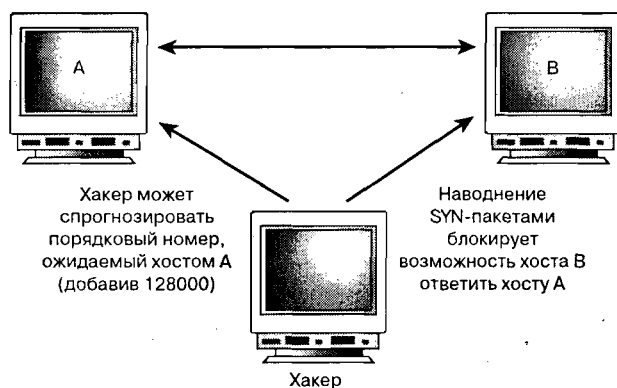 A
B
Хакер может
спрогнозировать
порядковый номер,
ожидаемый хостом А
(добавив 128000)
Наводнение
SYN-пакетами
блокирует
возможность хоста В
ответить хосту А
Хакер